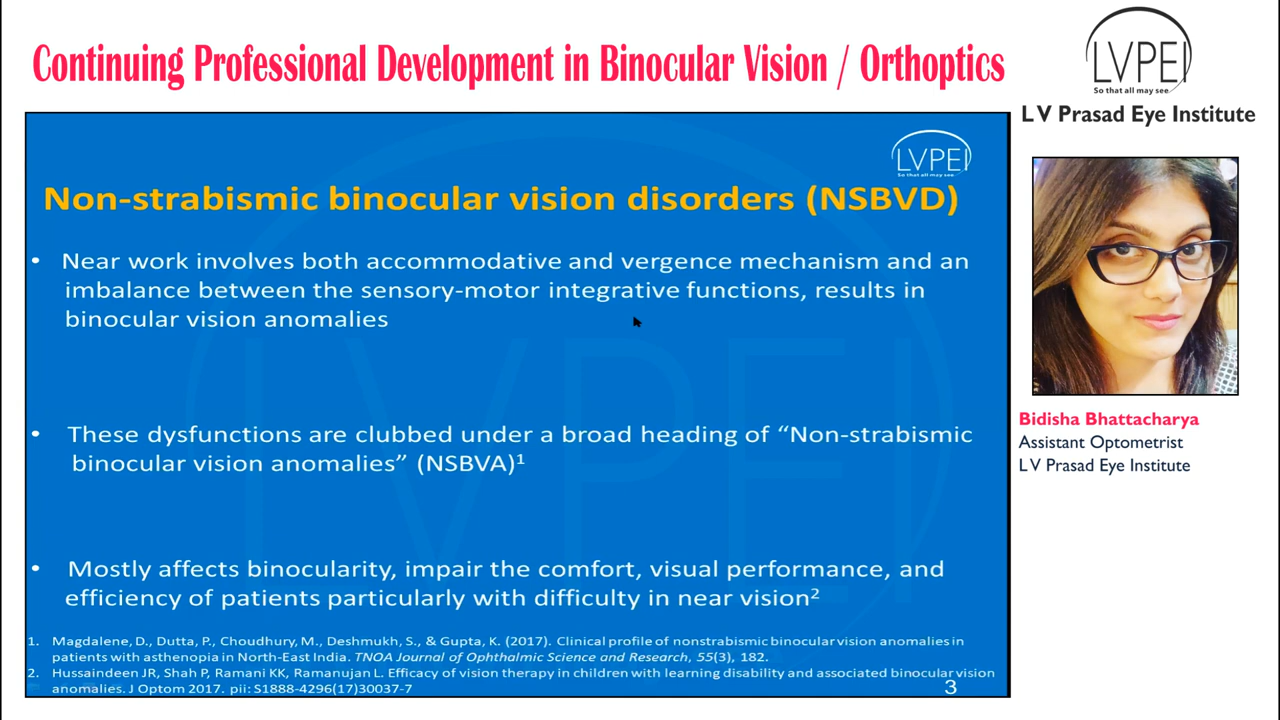 Continuing Professional Development in Binocular Vision / Orthoptics
LVPEI
So that all may see
L V Prasad Eye Institute
LVPEI
So that all may see
Non-strabismic binocular vision disorders (NSBVD)
• Near work involves both accommodative and vergence mechanism and an
imbalance between the sensory-motor integrative functions, results in
binocular vision anomalies
• These dysfunctions are clubbed under a broad heading of “Non-strabismic
binocular vision anomalies” (NSBVA)¹
• Mostly affects binocularity, impair the comfort, visual performance, and
efficiency of patients particularly with difficulty in near vision²
1. Magdalene, D., Dutta, P., Choudhury, M., Deshmukh, S., & Gupta, K. (2017). Clinical profile of nonstrabismic binocular vision anomalies in
patients with asthenopia in North-East India. TNOA Journal of Ophthalmic Science and Research, 55(3), 182.
2. Hussaindeen JR, Shah P, Ramani KK, Ramanujan L. Efficacy of vision therapy in children with learning disability and associated binocular vision
anomalies. J Optom 2017. pii: S1888-4296(17)30037-7
3
Bidisha Bhattacharya
Assistant Optometrist
L V Prasad Eye Institute
LVPEI